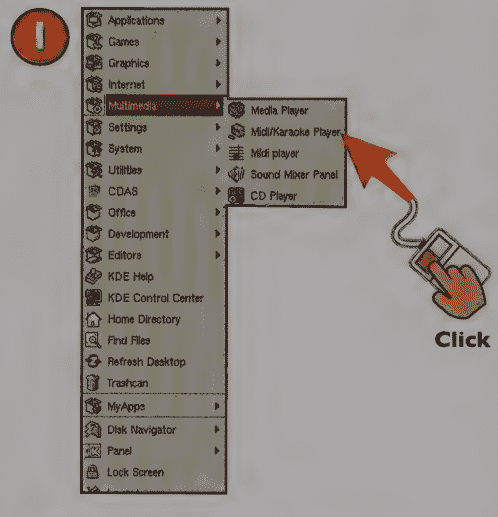 1
Applications
Games
Graphics
Internet
Multimedia
Settings
System
Utilities
CDAS
Office
Development
Editors
KDE Help
KDE Control Center
Home Directory
Find Files
Refresh Desktop
Trashcan
MyApps
Disk Navigator
Panel
Lock Screen
Media Player
Midi/Karaoke Player
Midi player
Sound Mixer Panel
CD Player
Click